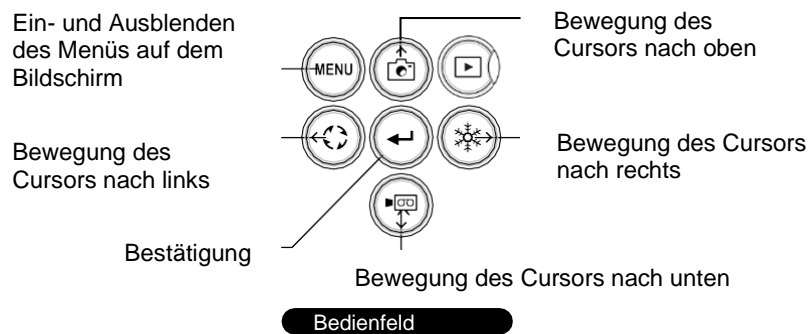 Ein- und Ausblenden
des Menüs auf dem
Bildschirm
Bewegung des
Cursors nach oben
MENU
Bewegung des
Cursors nach links
Bewegung des Cursors
nach rechts
Bestätigung
Bewegung des Cursors nach unten
Bedienfeld